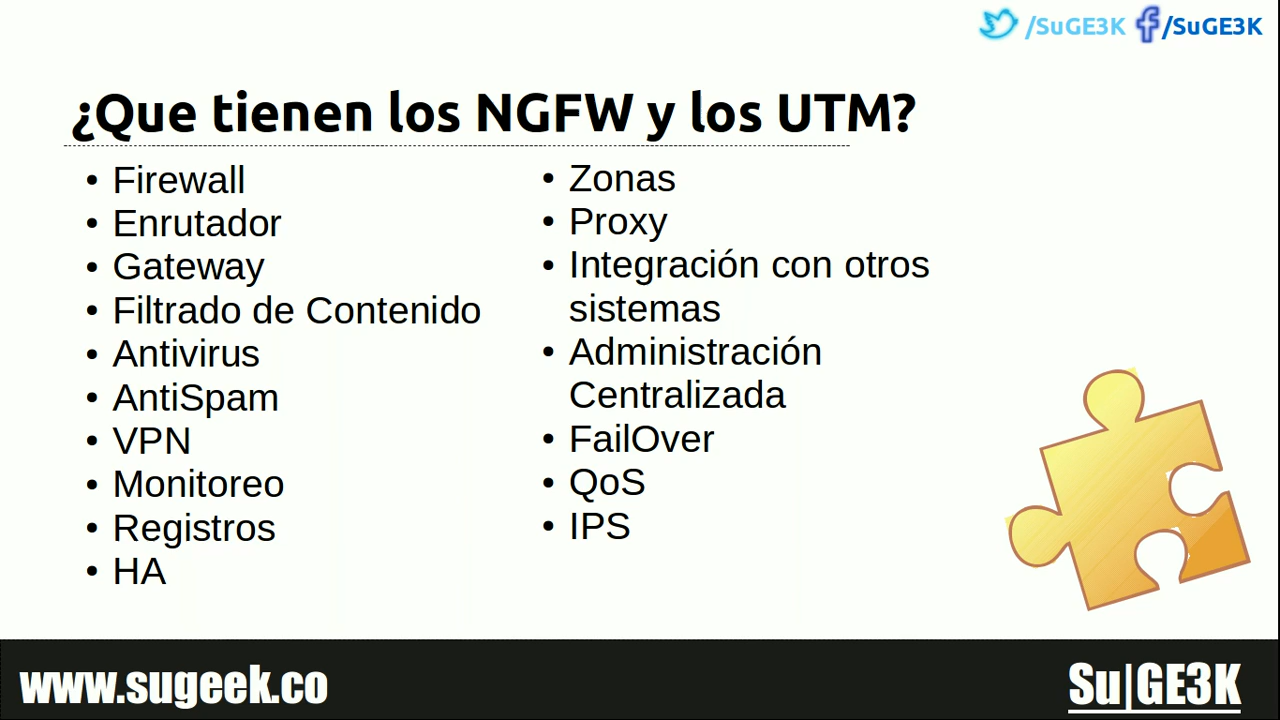 /SuGE3K /SuGE3K
¿Que tienen los NGFW y los UTM?
• Firewall
• Enrutador
• Gateway
• Filtrado de Contenido
• Antivirus
• AntiSpam
• VPN
• Monitoreo
• Registros
• HA
• Zonas
• Proxy
• Integración con otros
sistemas
• Administración
Centralizada
• FailOver
• QoS
• IPS
www.sugeek.co
Su|GE3K